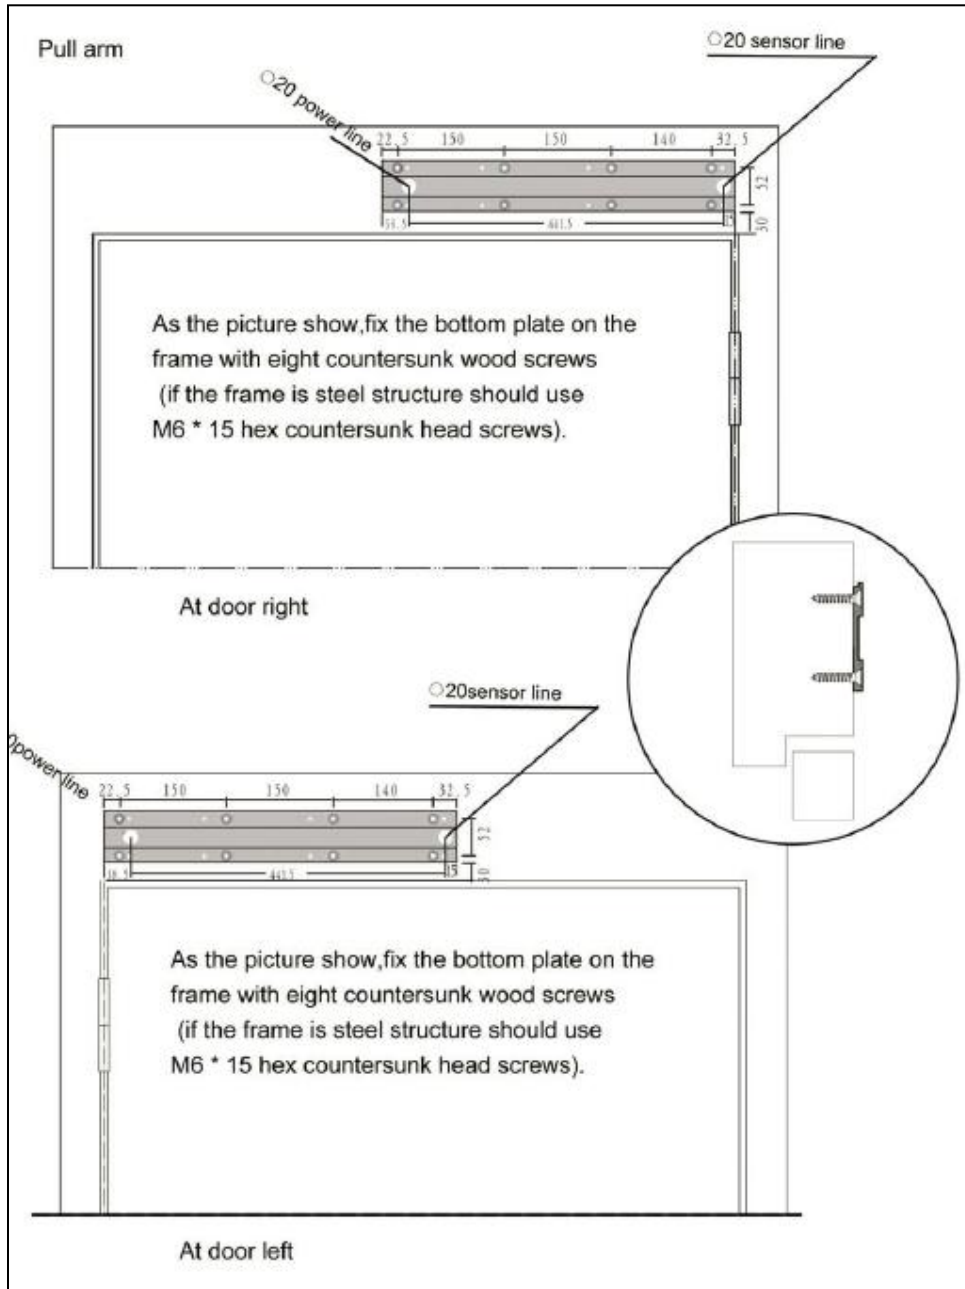 Pull arm
○20 sensor line
○20 power line
22.5 150 150 140 32.5
52
30
15
As the picture show,fix the bottom plate on the
frame with eight countersunk wood screws
(if the frame is steel structure should use
M6 * 15 hex countersunk head screws).
At door right
○20sensor line
power line
22.5 150 150 140 32.5
52
15
30
As the picture show,fix the bottom plate on the
frame with eight countersunk wood screws
(if the frame is steel structure should use
M6 * 15 hex countersunk head screws).
At door left